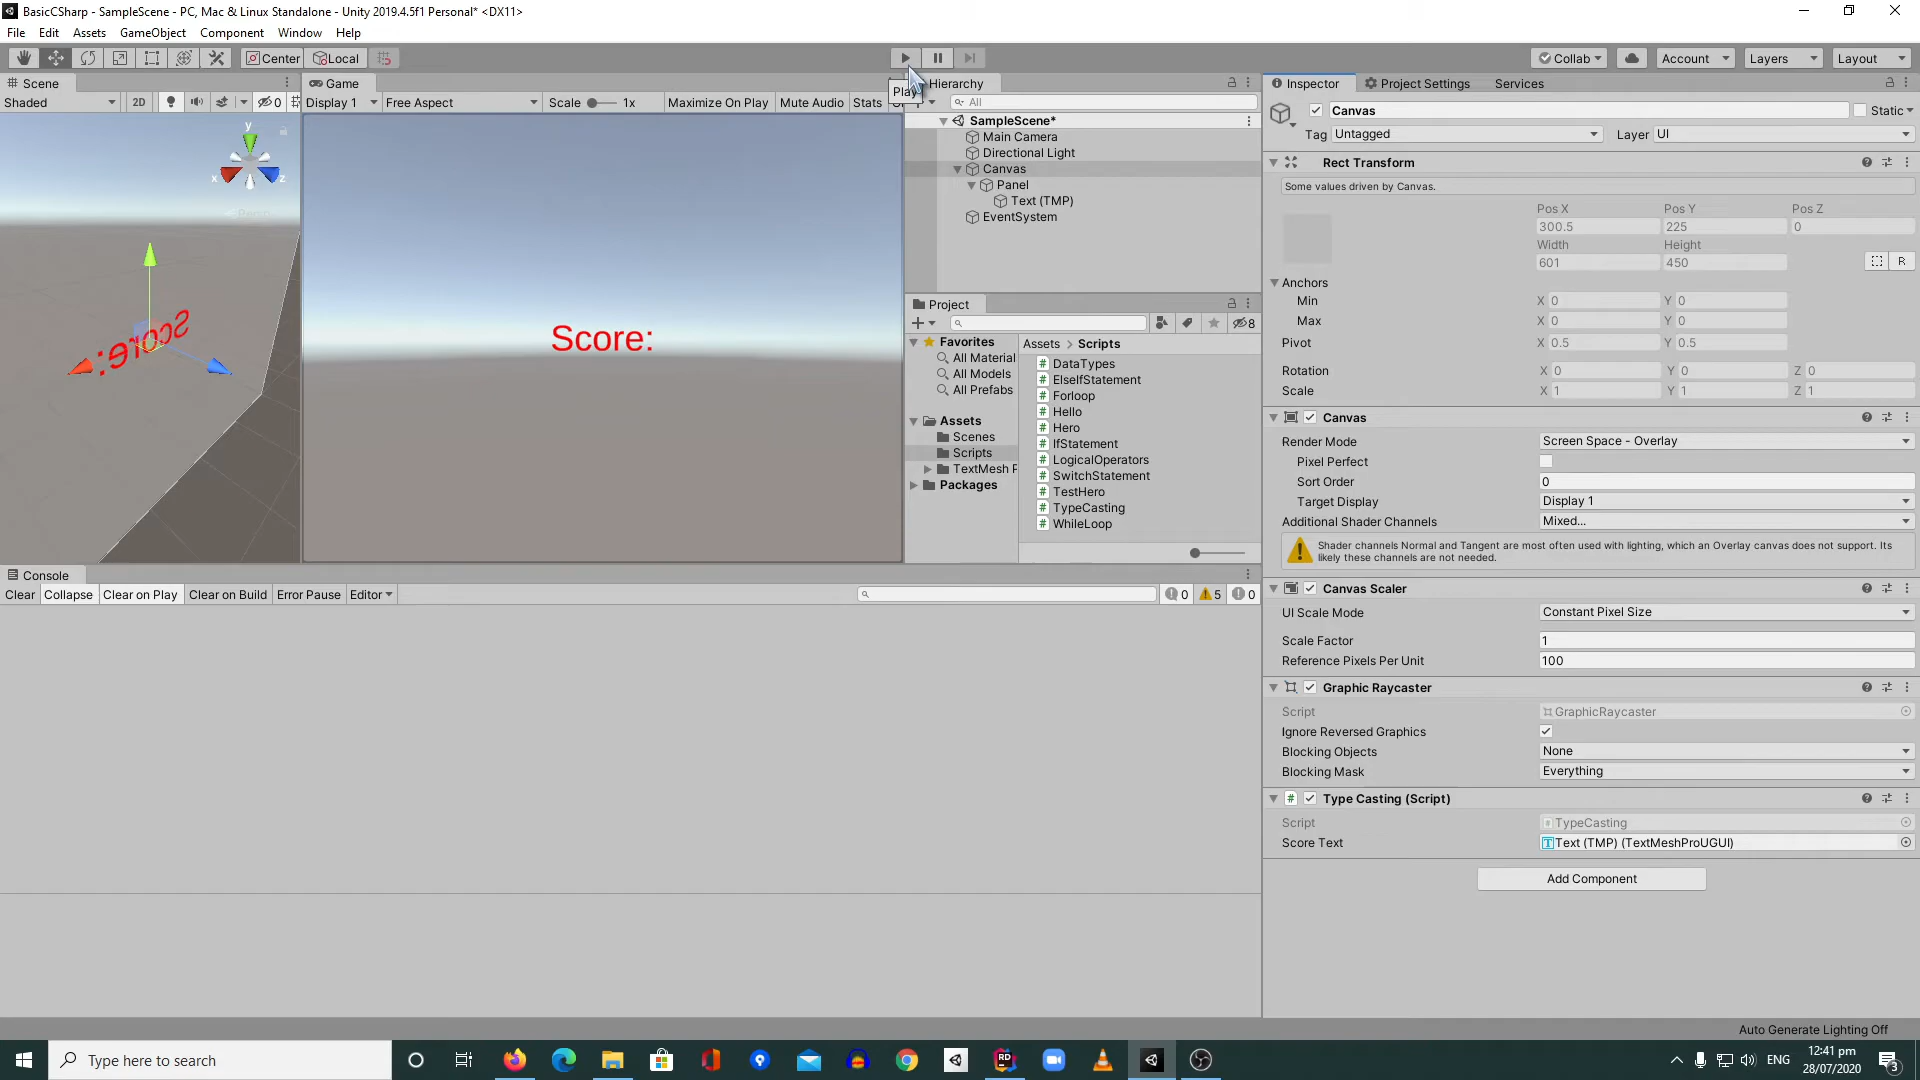 BasicCSharp - SampleScene - PC, Mac & Linux Standalone - Unity 2019.4.5f1 Personal* <DX11>
File Edit Assets GameObject Component Window Help
Center Local Collab Account Layers Layout
Scene
Shaded 2D 0
y
x z
Persp
Score:
Game
Display 1 Free Aspect Scale 1x Maximize On Play Mute Audio Stats
Play
Score:
Hierarchy
All
SampleScene*
Main Camera
Directional Light
Canvas
Panel
Text (TMP)
EventSystem
Project
8
Favorites
All Material
All Models
All Prefabs
Assets
Scenes
Scripts
TextMesh P
Packages
Assets > Scripts
# DataTypes
# ElseIfStatement
# Forloop
# Hello
# Hero
# IfStatement
# LogicalOperators
# SwitchStatement
# TestHero
# TypeCasting
# WhileLoop
Console
Clear Collapse Clear on Play Clear on Build Error Pause Editor 0 5 0
Inspector Project Settings Services
Canvas Static
Tag Untagged Layer UI
Rect Transform
Some values driven by Canvas.
Pos X Pos Y Pos Z
300.5 225 0
Width Height
601 450 R
Anchors
Min X 0 Y 0
Max X 0 Y 0
Pivot X 0.5 Y 0.5
Rotation X 0 Y 0 Z 0
Scale X 1 Y 1 Z 1
Canvas
Render Mode Screen Space - Overlay
Pixel Perfect
Sort Order 0
Target Display Display 1
Additional Shader Channels Mixed...
Shader channels Normal and Tangent are most often used with lighting, which an Overlay canvas does not support. Its
likely these channels are not needed.
Canvas Scaler
UI Scale Mode Constant Pixel Size
Scale Factor 1
Reference Pixels Per Unit 100
Graphic Raycaster
Script GraphicRaycaster
Ignore Reversed Graphics
Blocking Objects None
Blocking Mask Everything
# Type Casting (Script)
Script TypeCasting
Score Text Text (TMP) (TextMeshProUGUI)
Add Component
Auto Generate Lighting Off
Type here to search
RD
ENG
12:41 pm
28/07/2020
3